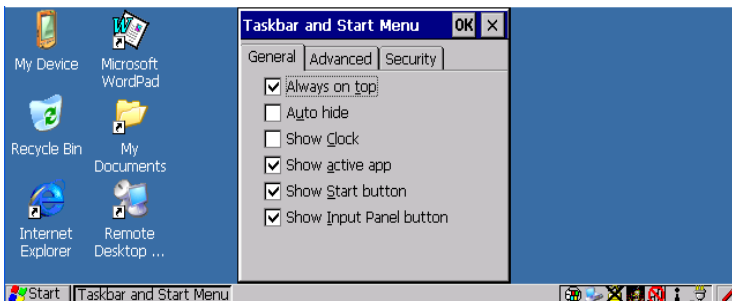 My Device
Microsoft
WordPad
Recycle Bin
My
Documents
Internet
Explorer
Remote
Desktop ...
Taskbar and Start Menu OK ×
General Advanced Security
Always on top
Auto hide
Show Clock
Show active app
Show Start button
Show Input Panel button
Start Taskbar and Start Menu